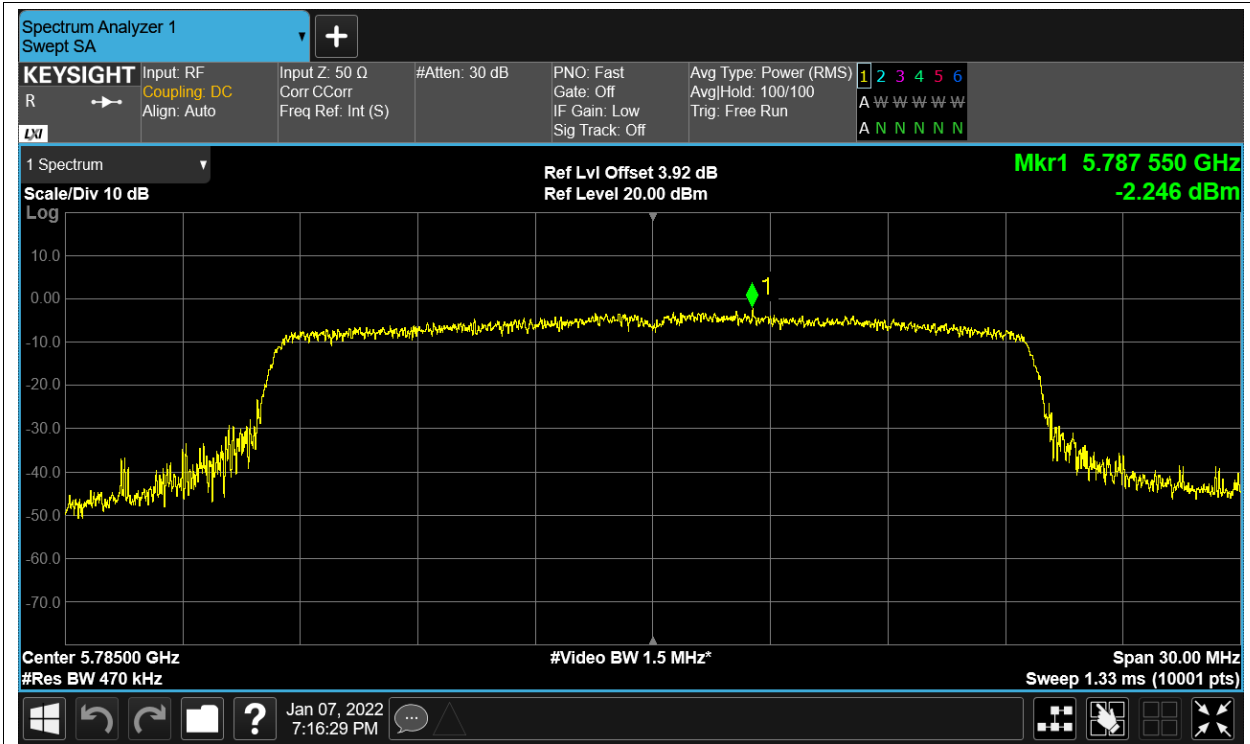 Spectrum Analyzer 1
Swept SA
KEYSIGHT Input: RF Input Z: 50 Ω #Atten: 30 dB PNO: Fast Avg Type: Power (RMS) 1 2 3 4 5 6
R Coupling: DC Corr CCorr Gate: Off Avg|Hold: 100/100 A W W W W W
Align: Auto Freq Ref: Int (S) IF Gain: Low Trig: Free Run
LXI Sig Track: Off A N N N N N
1 Spectrum Ref Lvl Offset 3.92 dB Mkr1 5.787 550 GHz
Scale/Div 10 dB Ref Level 20.00 dBm -2.246 dBm
Log
10.0
1
0.00
-10.0
-20.0
-30.0
-40.0
-50.0
-60.0
-70.0
Center 5.78500 GHz #Video BW 1.5 MHz* Span 30.00 MHz
#Res BW 470 kHz Sweep 1.33 ms (10001 pts)
? Jan 07, 2022
7:16:29 PM